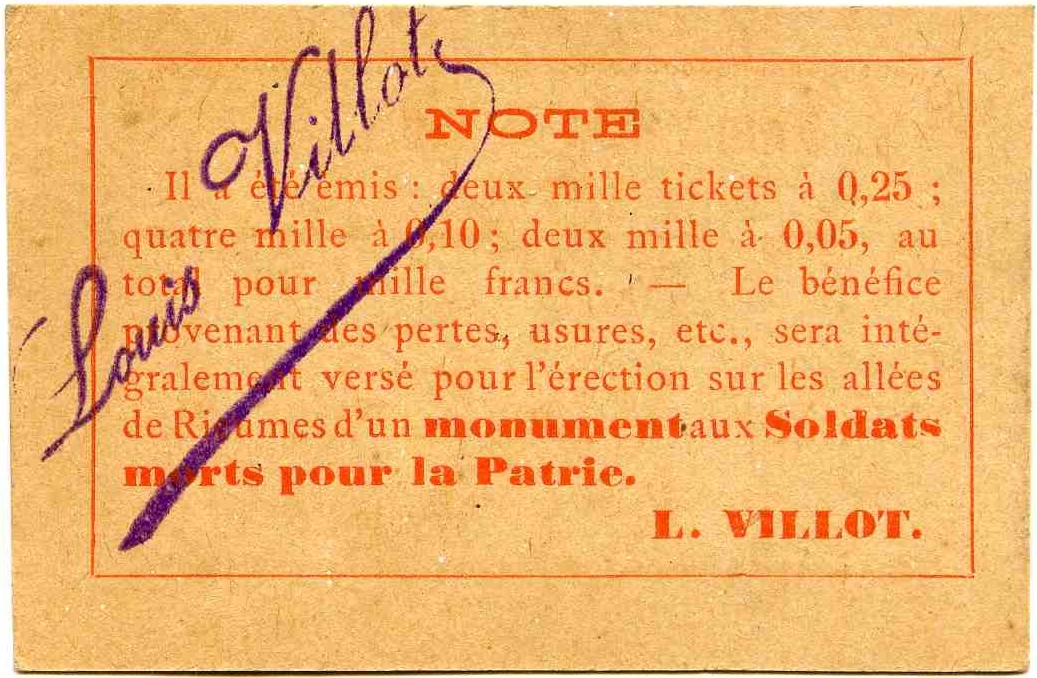 Louis Villot
NOTE
Il a été émis : deux mille tickets à 0,25 ;
quatre mille à 0,10 ; deux mille à 0,05, au
total pour mille francs. — Le bénéfice
provenant des pertes, usures, etc., sera inté-
gralement versé pour l'érection sur les allées
de Rieumes d'un monument aux Soldats
morts pour la Patrie.
L. VILLOT.